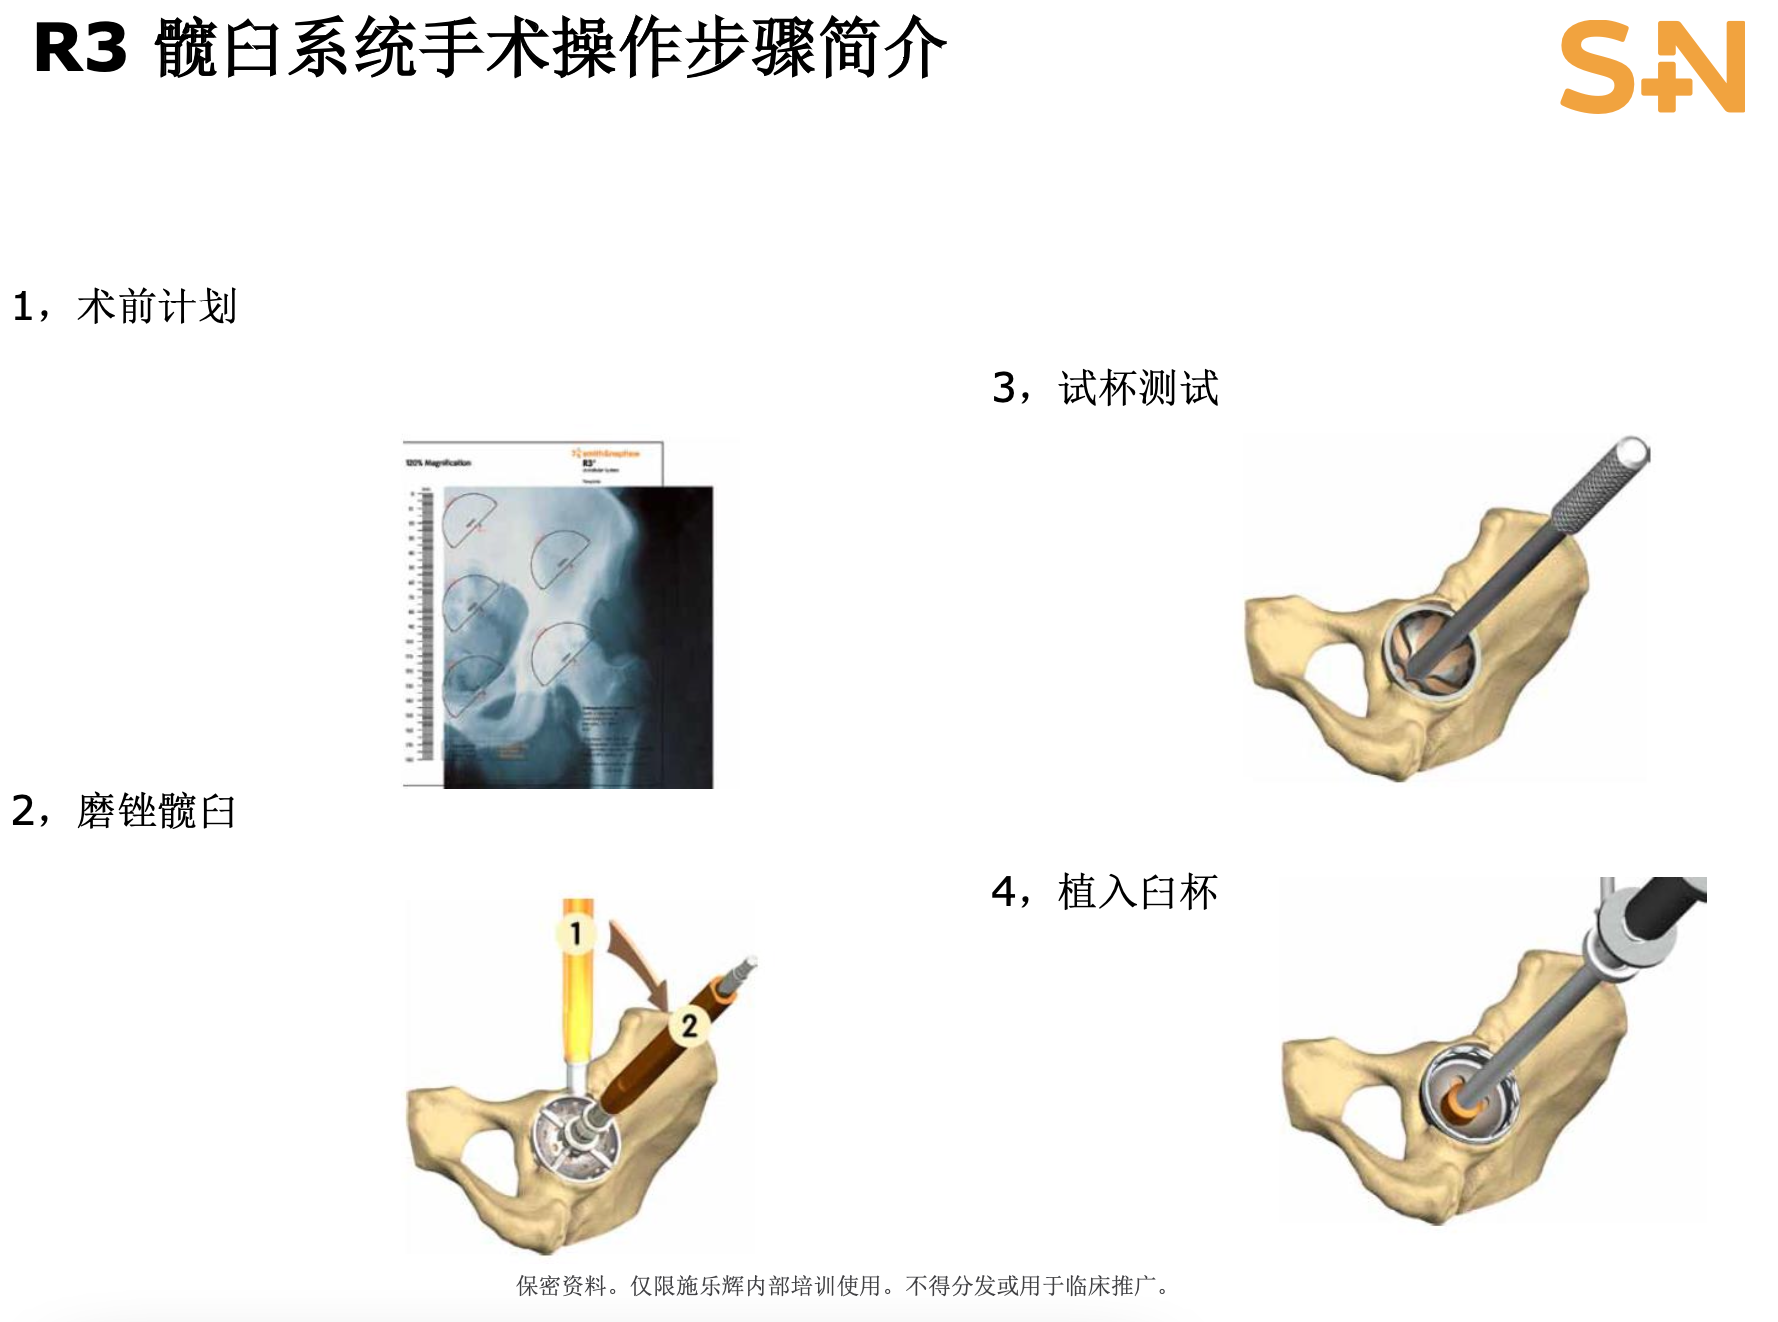 R3 髋臼系统手术操作步骤简介
S+N
1，术前计划
120% Magnification
smith&nephew
R3
2，磨锉髋臼
1
2
3，试杯测试
4，植入臼杯
保密资料。仅限施乐辉内部培训使用。不得分发或用于临床推广。